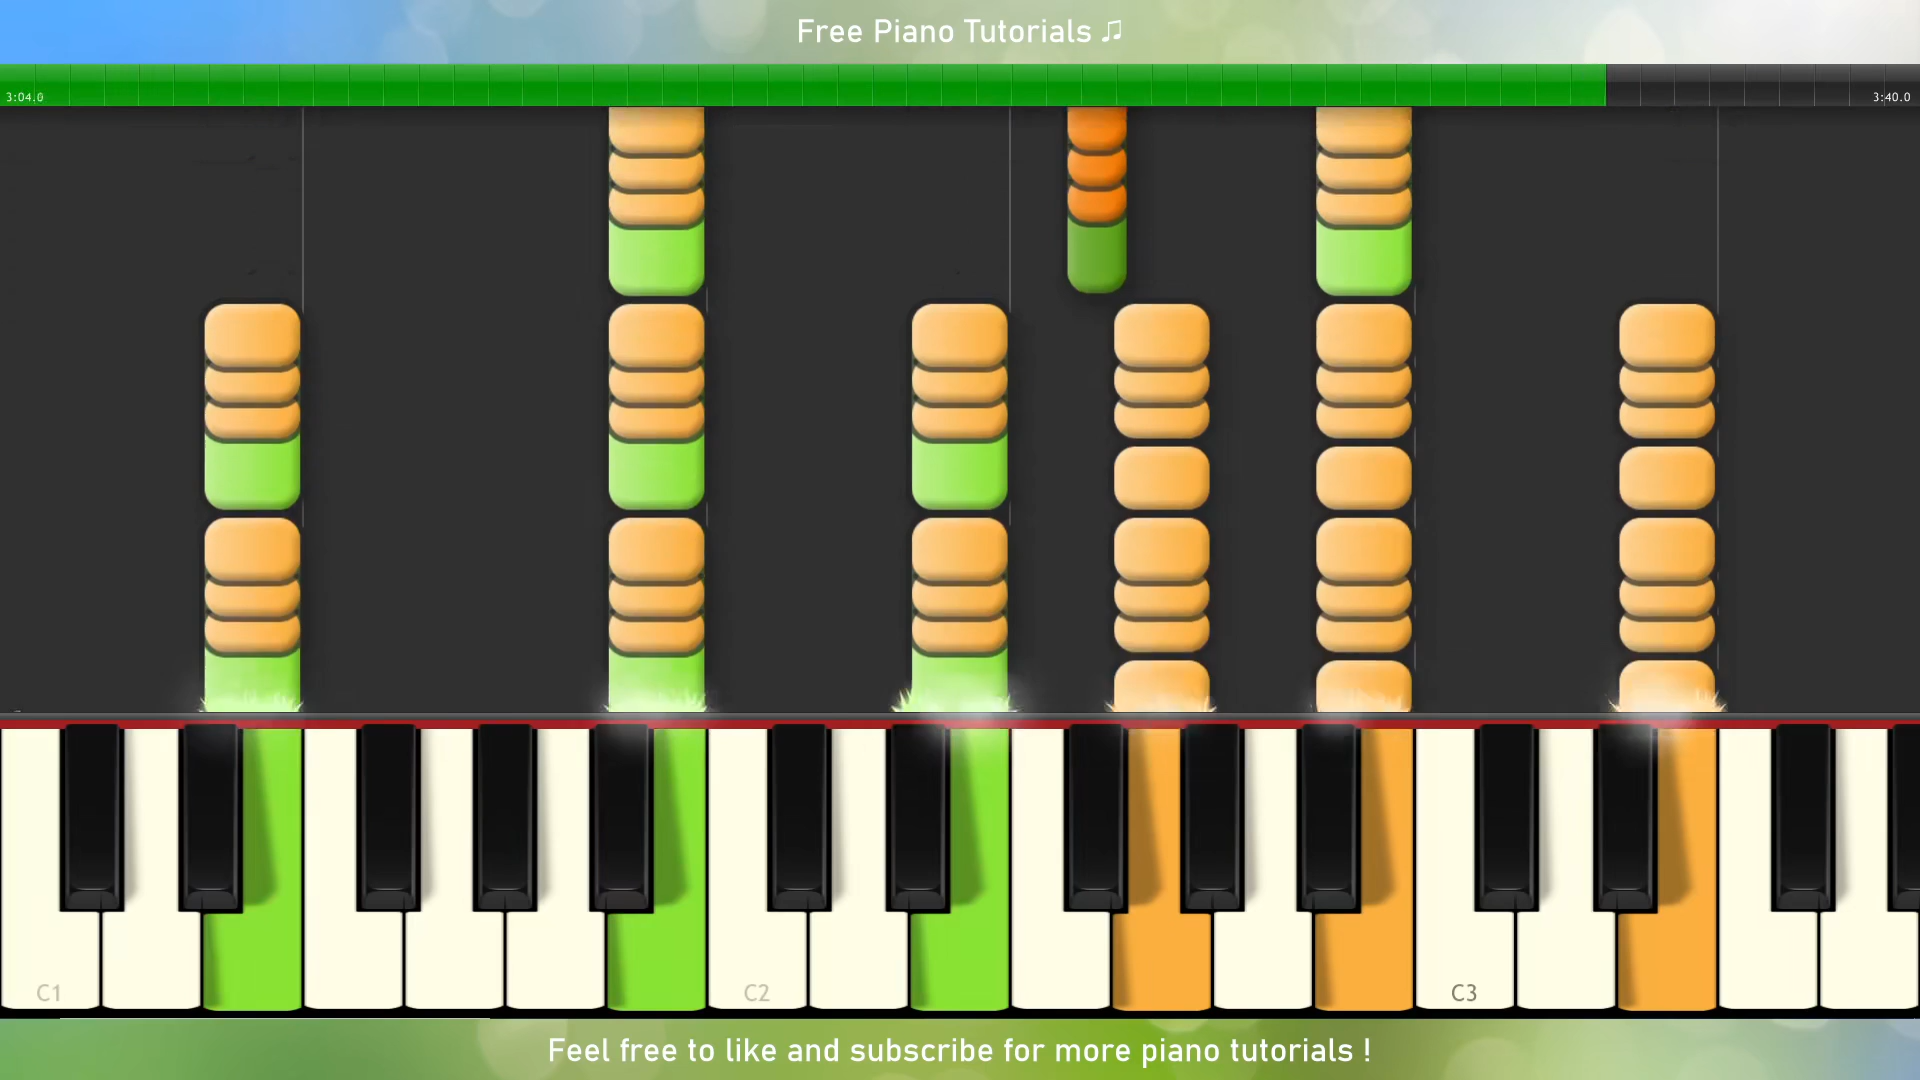 Free Piano Tutorials ♫
3:04.0
3:40.0
C1
C2
C3
Feel free to like and subscribe for more piano tutorials !